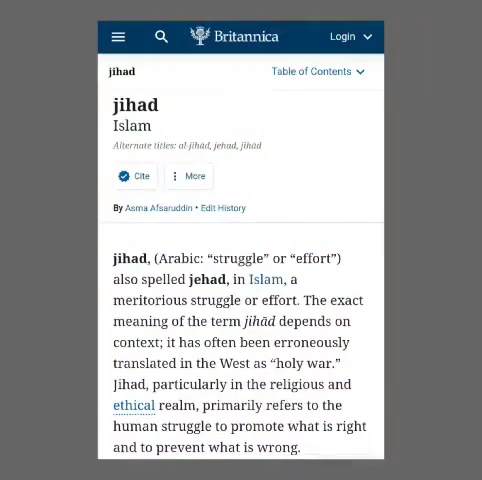 Britannica
Login
jihad
Table of Contents
jihad
Islam
Alternate titles: al-jihād, jehad, jihād
Cite
More
By Asma Afsaruddin • Edit History
jihad, (Arabic: “struggle” or “effort”)
also spelled jehad, in Islam, a
meritorious struggle or effort. The exact
meaning of the term jihād depends on
context; it has often been erroneously
translated in the West as “holy war.”
Jihad, particularly in the religious and
ethical realm, primarily refers to the
human struggle to promote what is right
and to prevent what is wrong.